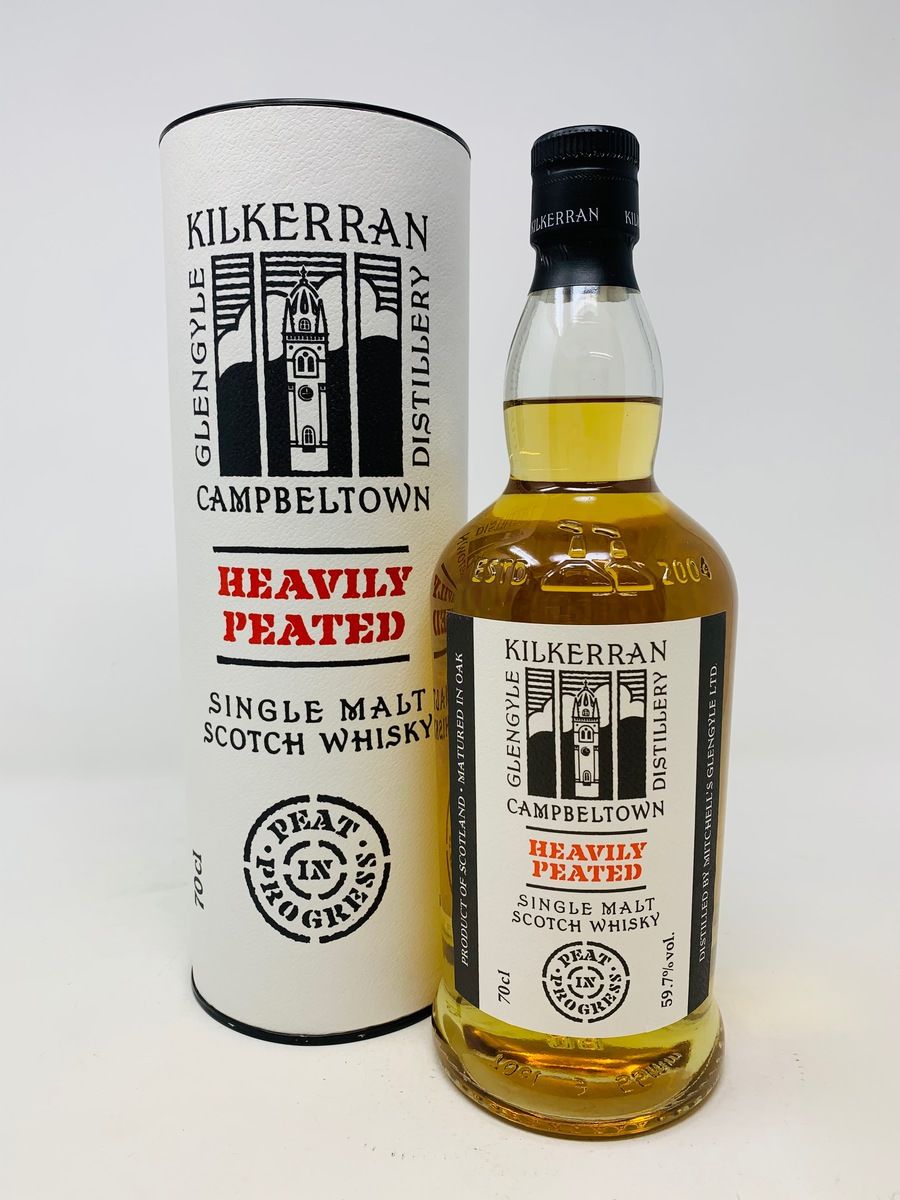 KILKERRAN
GLENGYLE
DISTILLERY
CAMPBELTOWN
HEAVILY
PEATED
SINGLE MALT
SCOTCH WHISKY
PEAT
IN
PROGRESS
70cl
KILKERRAN
ESTD. 2004
PRODUCT OF SCOTLAND • MATURED IN OAK
KILKERRAN
GLENGYLE
DISTILLERY
CAMPBELTOWN
HEAVILY
PEATED
SINGLE MALT
SCOTCH WHISKY
PEAT
IN
PROGRESS
70cl
59.7% vol.
DISTILLED BY MITCHELL'S GLENGYLE LTD.